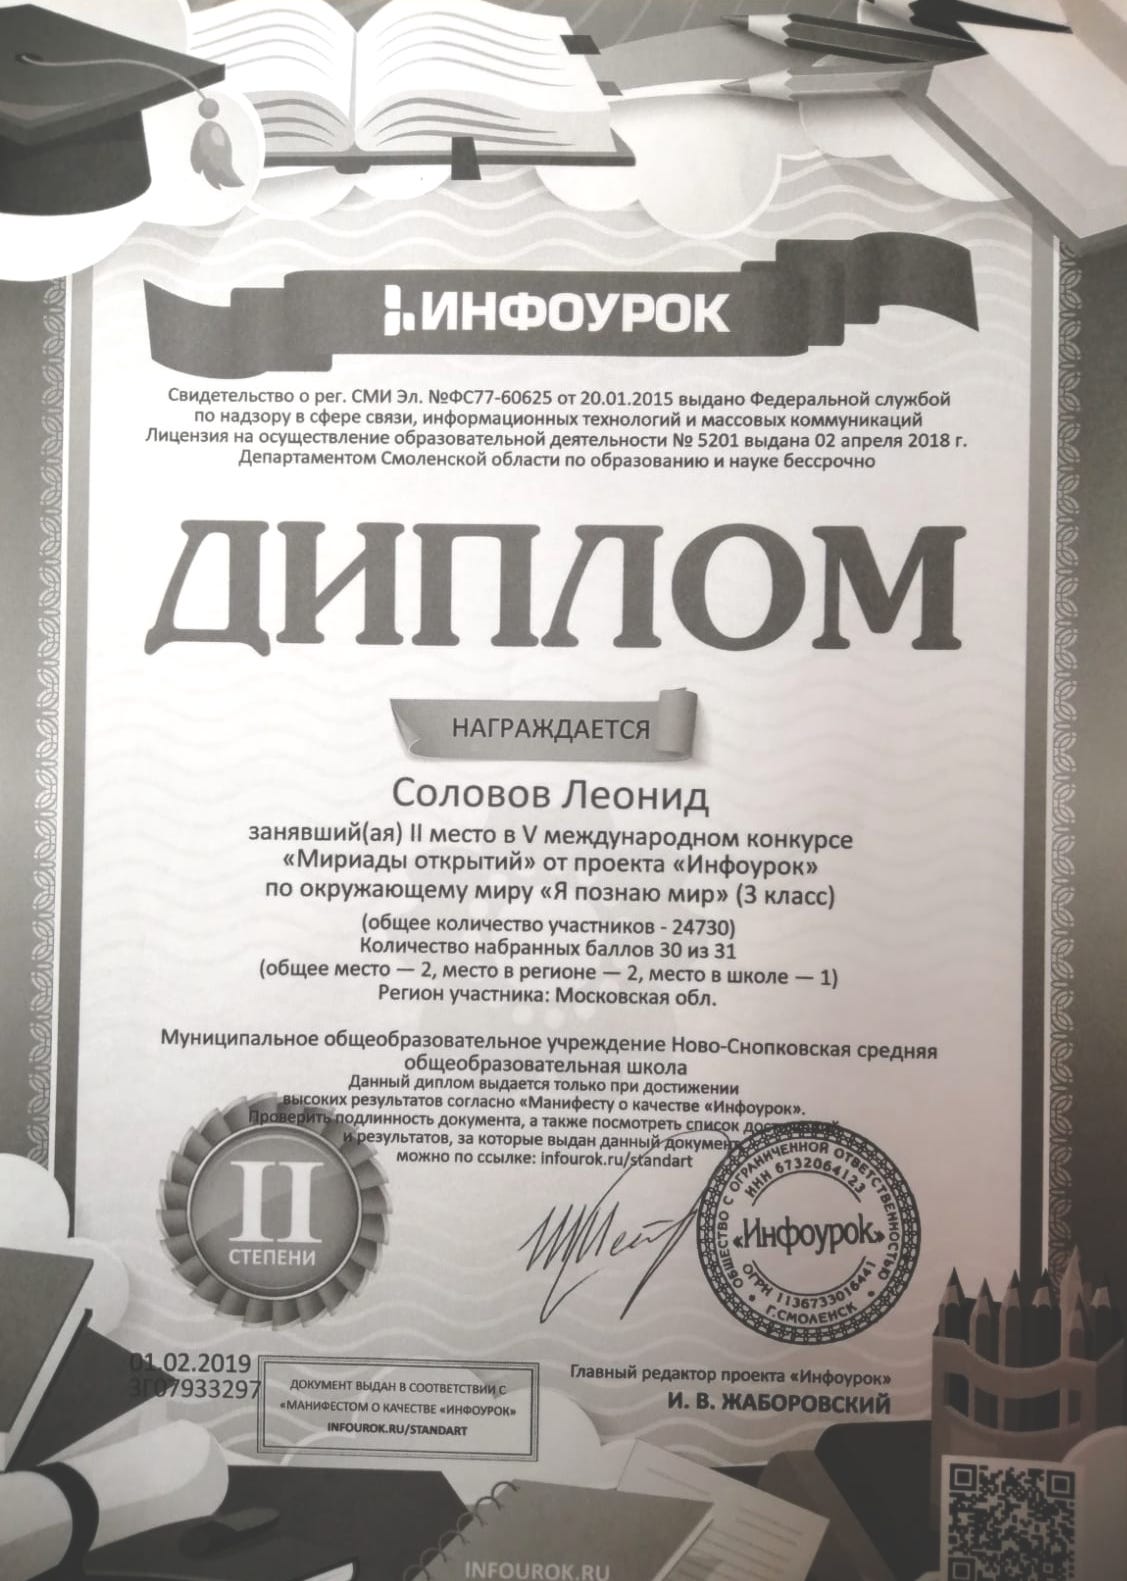 ИНФОУРОК
Свидетельство о рег. СМИ Эл. №ФС77-60625 от 20.01.2015 выдано Федеральной службой
по надзору в сфере связи, информационных технологий и массовых коммуникаций
Лицензия на осуществление образовательной деятельности № 5201 выдана 02 апреля 2018 г.
Департаментом Смоленской области по образованию и науке бессрочно
ДИПЛОМ
НАГРАЖДАЕТСЯ
Соловов Леонид
занявший(ая) II место в V международном конкурсе
«Мириады открытий» от проекта «Инфоурок»
по окружающему миру «Я познаю мир» (3 класс)
(общее количество участников - 24730)
Количество набранных баллов 30 из 31
(общее место — 2, место в регионе — 2, место в школе — 1)
Регион участника: Московская обл.
Муниципальное общеобразовательное учреждение Ново-Снопковская средняя
общеобразовательная школа
Данный диплом выдается только при достижении
высоких результатов согласно «Манифесту о качестве «Инфоурок».
Проверить подлинность документа, а также посмотреть список достижений
и результатов, за которые выдан данный документ
можно по ссылке: infourok.ru/standart
II
СТЕПЕНИ
ОБЩЕСТВО С ОГРАНИЧЕННОЙ ОТВЕТСТВЕННОСТЬЮ
ИНН 6732064123
«Инфоурок»
ОГРН 1136733016441
Г.СМОЛЕНСК
01.02.2019
ЗГ07933297
ДОКУМЕНТ ВЫДАН В СООТВЕТСТВИИ С
«МАНИФЕСТОМ О КАЧЕСТВЕ «ИНФОУРОК»
INFOUROK.RU/STANDART
Главный редактор проекта «Инфоурок»
И. В. ЖАБОРОВСКИЙ
INFOUROK.RU